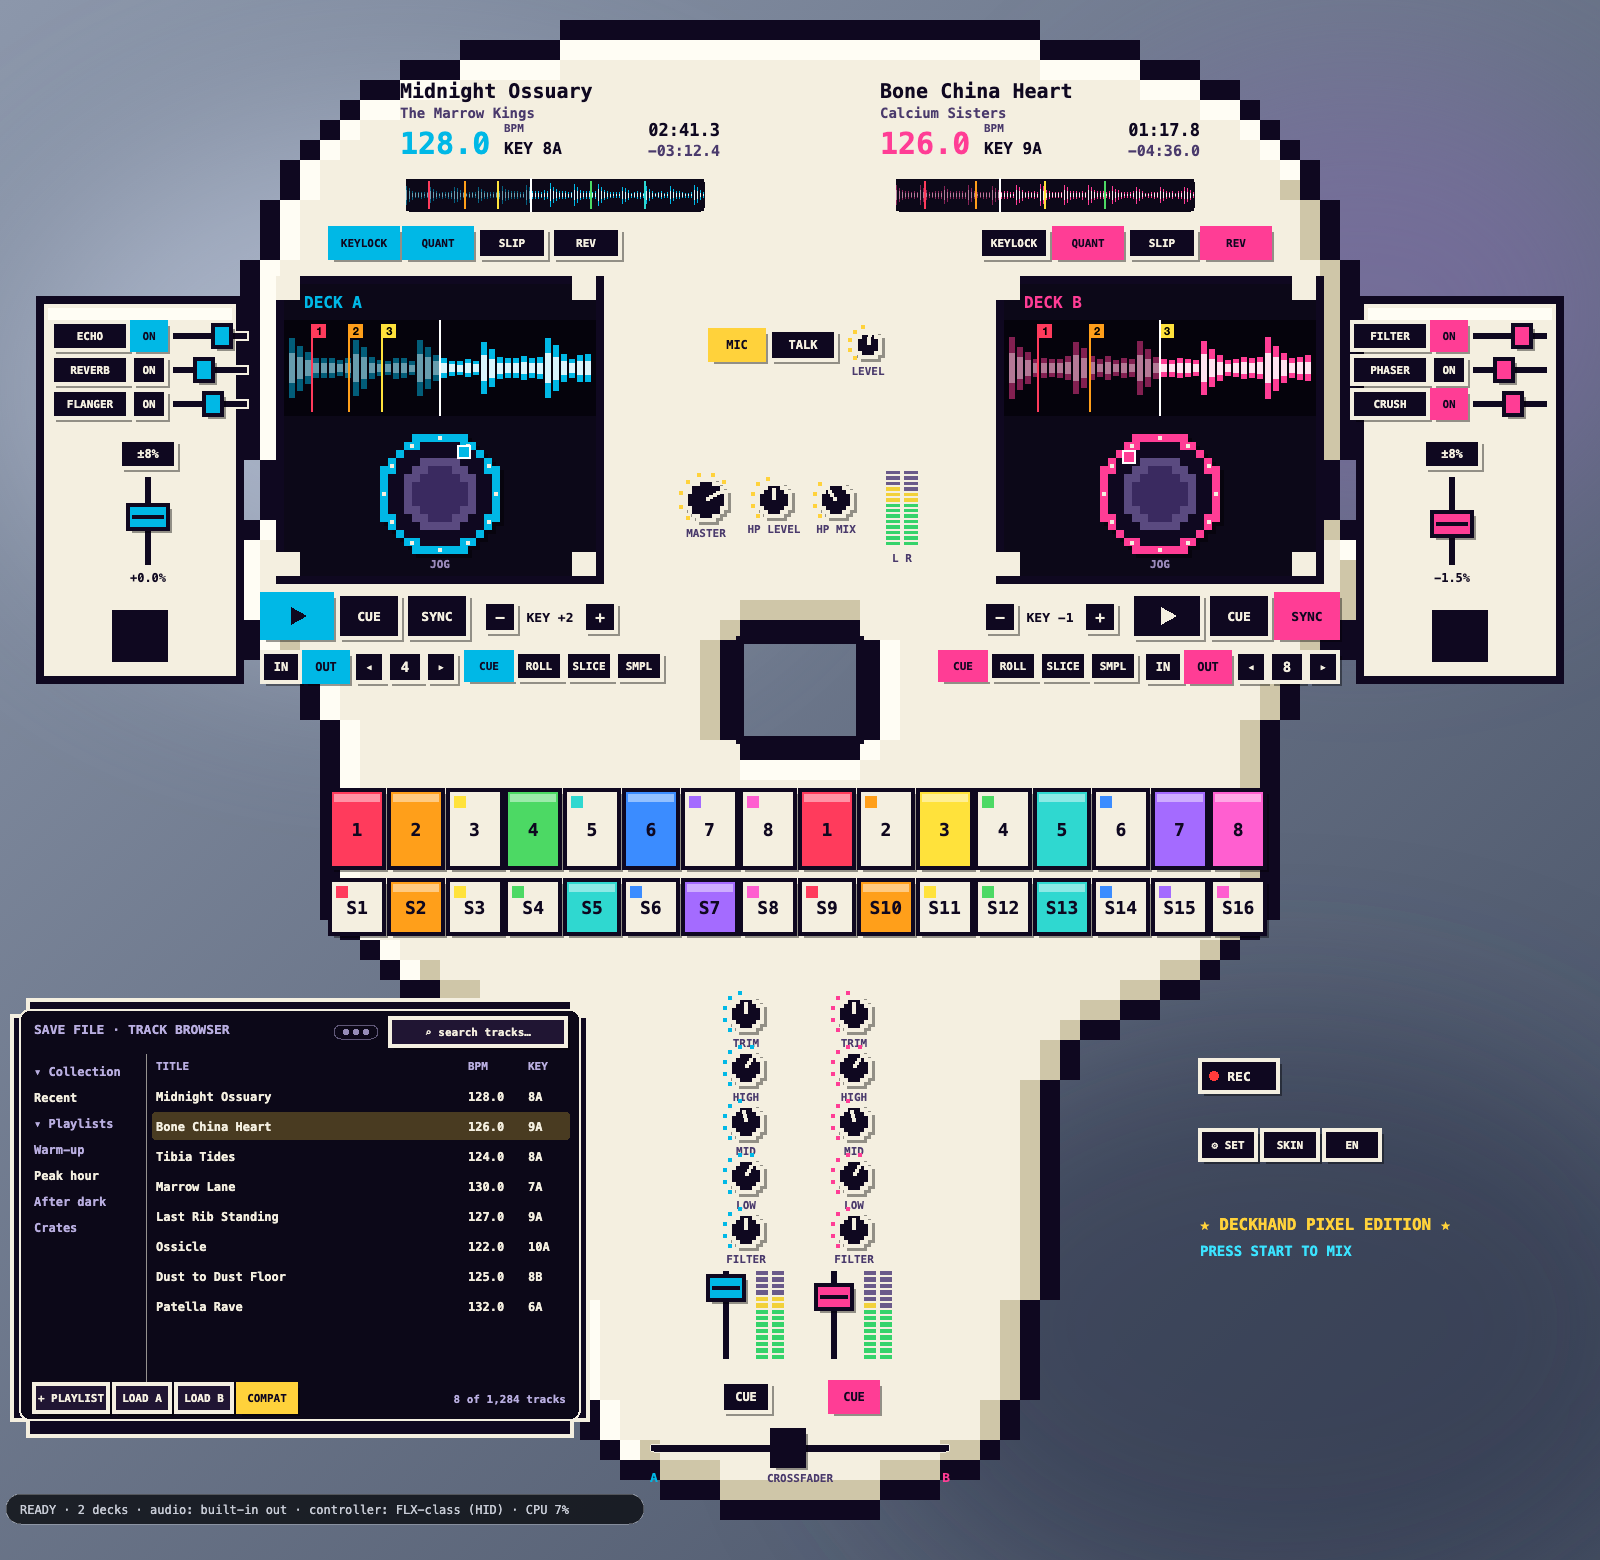 Midnight Ossuary
The Marrow Kings
128.0 BPM KEY 8A
02:41.3
−03:12.4
Bone China Heart
Calcium Sisters
126.0 BPM KEY 9A
01:17.8
−04:36.0
KEYLOCK QUANT SLIP REV
KEYLOCK QUANT SLIP REV
ECHO ON
REVERB ON
FLANGER ON
±8%
+0.0%
DECK A
1 2 3
JOG
MIC TALK LEVEL
MASTER HP LEVEL HP MIX L R
DECK B
1 2 3
JOG
FILTER ON
PHASER ON
CRUSH ON
±8%
−1.5%
CUE SYNC − KEY +2 +
− KEY −1 + CUE SYNC
IN OUT 4 CUE ROLL SLICE SMPL
CUE ROLL SLICE SMPL IN OUT 8
1 2 3 4 5 6 7 8 1 2 3 4 5 6 7 8
S1 S2 S3 S4 S5 S6 S7 S8 S9 S10 S11 S12 S13 S14 S15 S16
SAVE FILE · TRACK BROWSER
⌕ search tracks…
▾ Collection
Recent
▾ Playlists
Warm−up
Peak hour
After dark
Crates
TITLE BPM KEY
Midnight Ossuary 128.0 8A
Bone China Heart 126.0 9A
Tibia Tides 124.0 8A
Marrow Lane 130.0 7A
Last Rib Standing 127.0 9A
Ossicle 122.0 10A
Dust to Dust Floor 125.0 8B
Patella Rave 132.0 6A
+ PLAYLIST LOAD A LOAD B COMPAT
8 of 1,284 tracks
TRIM TRIM
HIGH HIGH
MID MID
LOW LOW
FILTER FILTER
CUE CUE
A CROSSFADER B
REC
⚙ SET SKIN EN
★ DECKHAND PIXEL EDITION ★
PRESS START TO MIX
READY · 2 decks · audio: built−in out · controller: FLX−class (HID) · CPU 7%